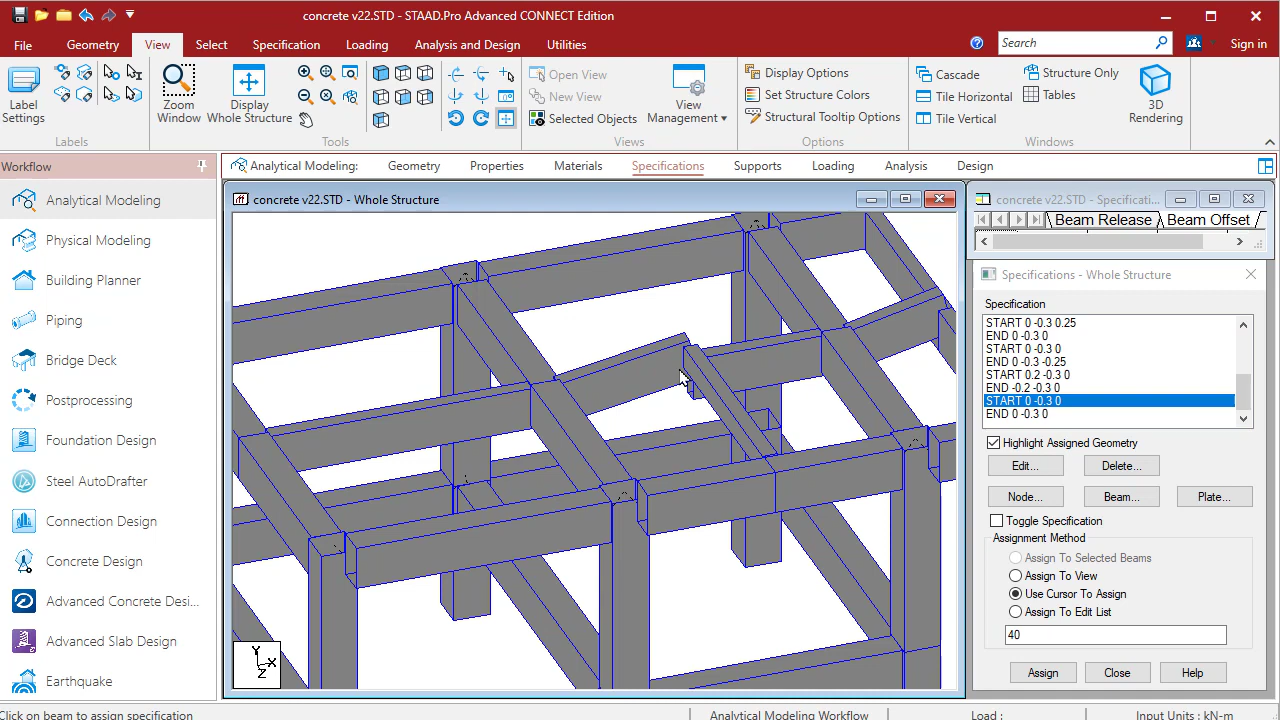 concrete v22.STD - STAAD.Pro Advanced CONNECT Edition
File
Geometry
View
Select
Specification
Loading
Analysis and Design
Utilities
Search
Sign in
Label
Settings
Labels
Zoom
Window
Display
Whole Structure
Tools
Open View
New View
Selected Objects
View
Management
Views
Display Options
Set Structure Colors
Structural Tooltip Options
Options
Cascade
Tile Horizontal
Tile Vertical
Structure Only
Tables
Windows
3D
Rendering
Workflow
Analytical Modeling
Physical Modeling
Building Planner
Piping
Bridge Deck
Postprocessing
Foundation Design
Steel AutoDrafter
Connection Design
Concrete Design
Advanced Concrete Desi...
Advanced Slab Design
Earthquake
Analytical Modeling:
Geometry
Properties
Materials
Specifications
Supports
Loading
Analysis
Design
concrete v22.STD - Whole Structure
Y
X
Z
concrete v22.STD - Specificati...
Beam Release
Beam Offset
Specifications - Whole Structure
Specification
START 0 -0.3 0.25
END 0 -0.3 0
START 0 -0.3 0
END 0 -0.3 -0.25
START 0.2 -0.3 0
END -0.2 -0.3 0
START 0 -0.3 0
END 0 -0.3 0
Highlight Assigned Geometry
Edit...
Delete...
Node...
Beam...
Plate...
Toggle Specification
Assignment Method
Assign To Selected Beams
Assign To View
Use Cursor To Assign
Assign To Edit List
40
Assign
Close
Help
Click on beam to assign specification
Analytical Modeling Workflow
Load :
Input Units : kN-m